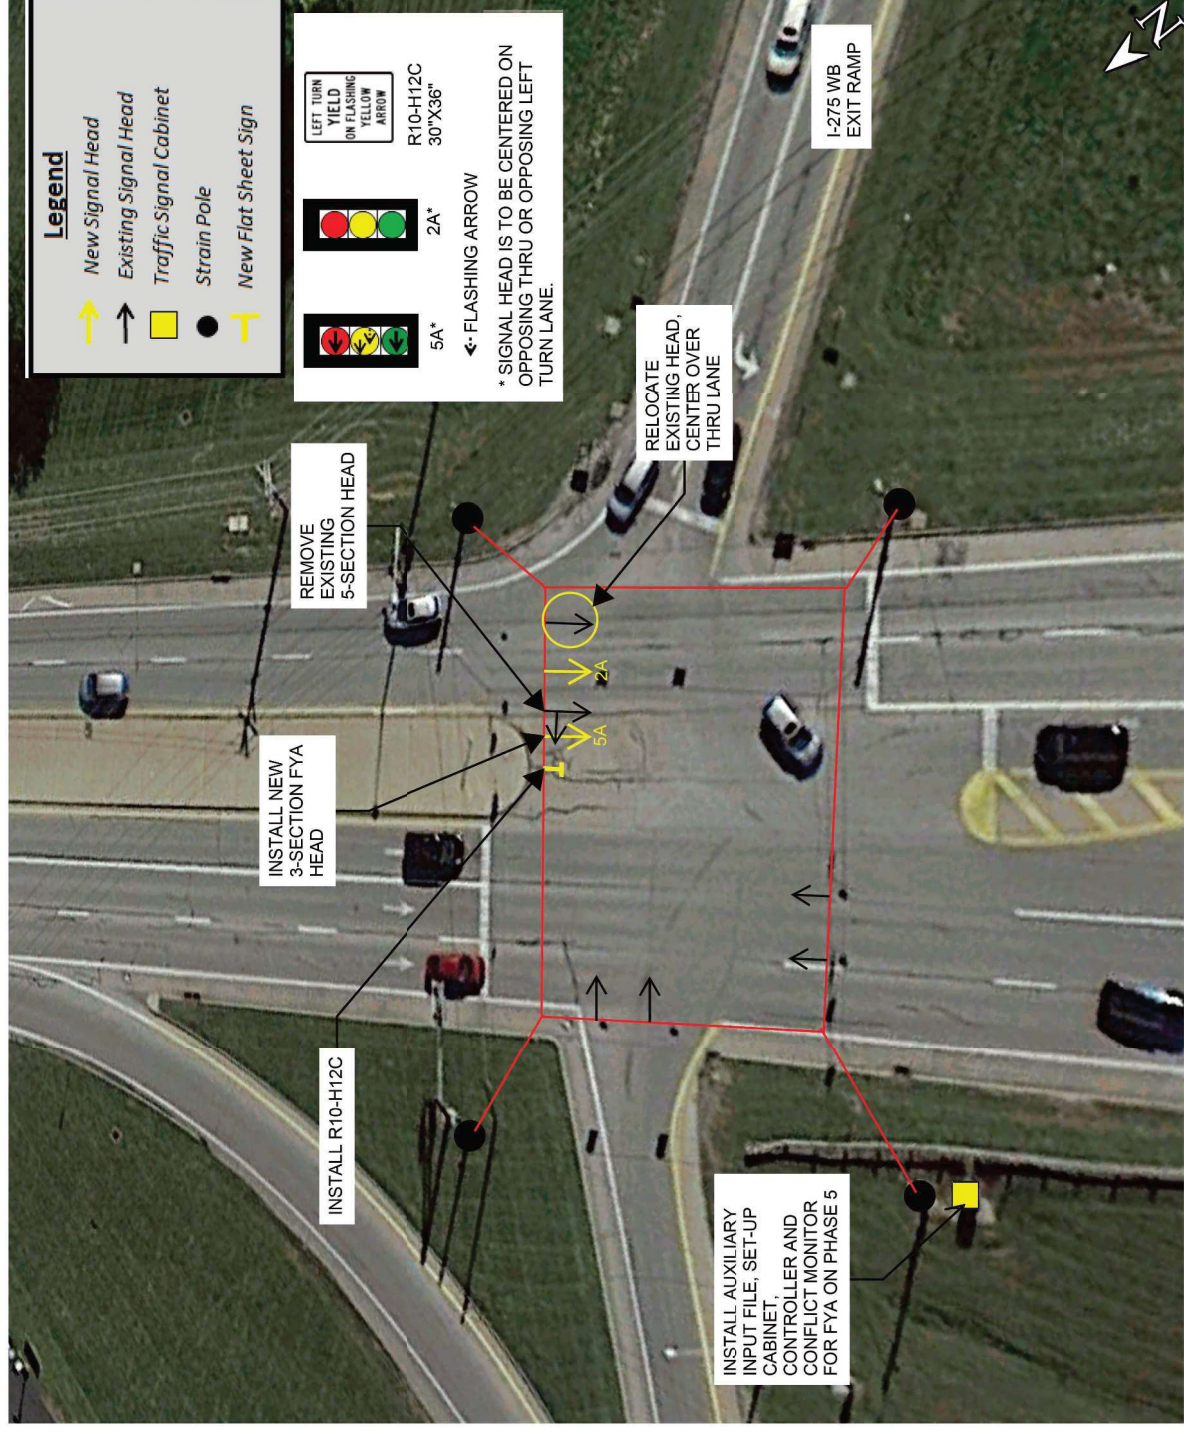 Legend
New Signal Head
Existing Signal Head
Traffic Signal Cabinet
Strain Pole
New Flat Sheet Sign
LEFT TURN
YIELD
ON FLASHING
YELLOW
ARROW
R10-H12C
30"X36"
2A*
5A*
FLASHING ARROW
* SIGNAL HEAD IS TO BE CENTERED ON
OPPOSING THRU OR OPPOSING LEFT
TURN LANE.
I-275 WB
EXIT RAMP
N
REMOVE
EXISTING
5-SECTION HEAD
RELOCATE
EXISTING HEAD,
CENTER OVER
THRU LANE
INSTALL NEW
3-SECTION FYA
HEAD
2A
5A
INSTALL R10-H12C
INSTALL AUXILIARY
INPUT FILE, SET-UP
CABINET,
CONTROLLER AND
CONFLICT MONITOR
FOR FYA ON PHASE 5